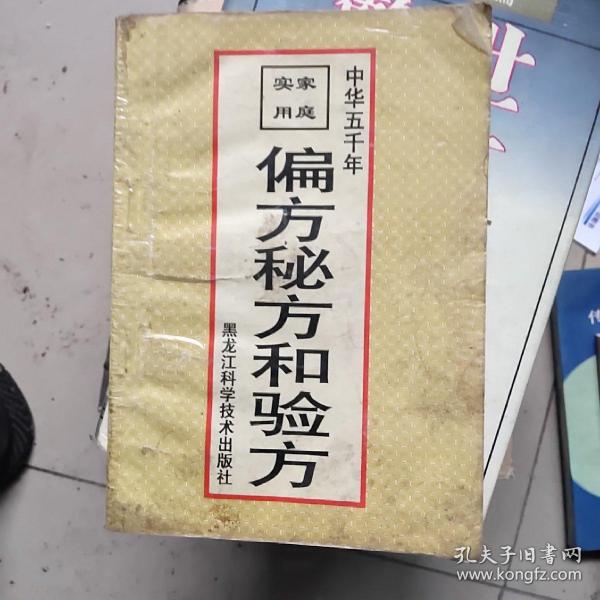 中华五千年
家庭
实用
偏方秘方和验方
黑龙江科学技术出版社
孔夫子旧書网
www.kongfz.com